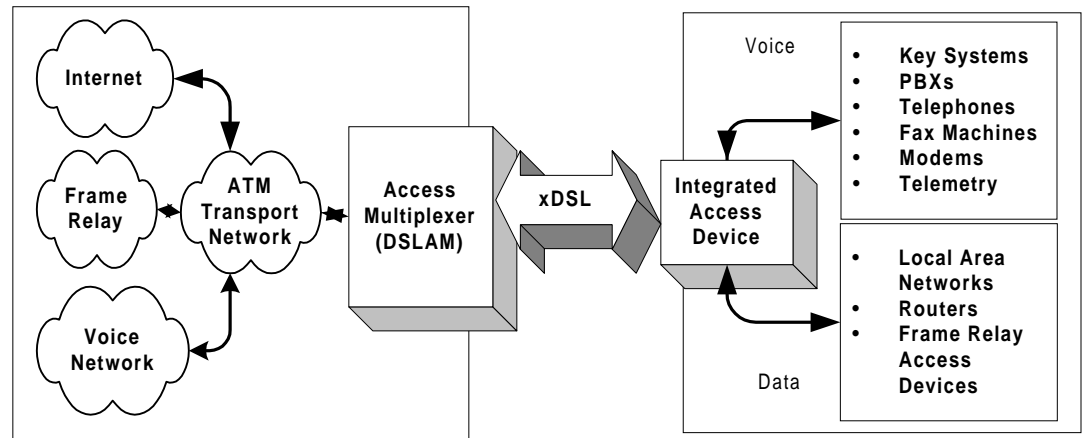 Internet
Frame
Relay
Voice
Network
ATM
Transport
Network
Access
Multiplexer
(DSLAM)
xDSL
Integrated
Access
Device
Voice
• Key Systems
• PBXs
• Telephones
• Fax Machines
• Modems
• Telemetry
• Local Area
Networks
• Routers
• Frame Relay
Access
Devices
Data